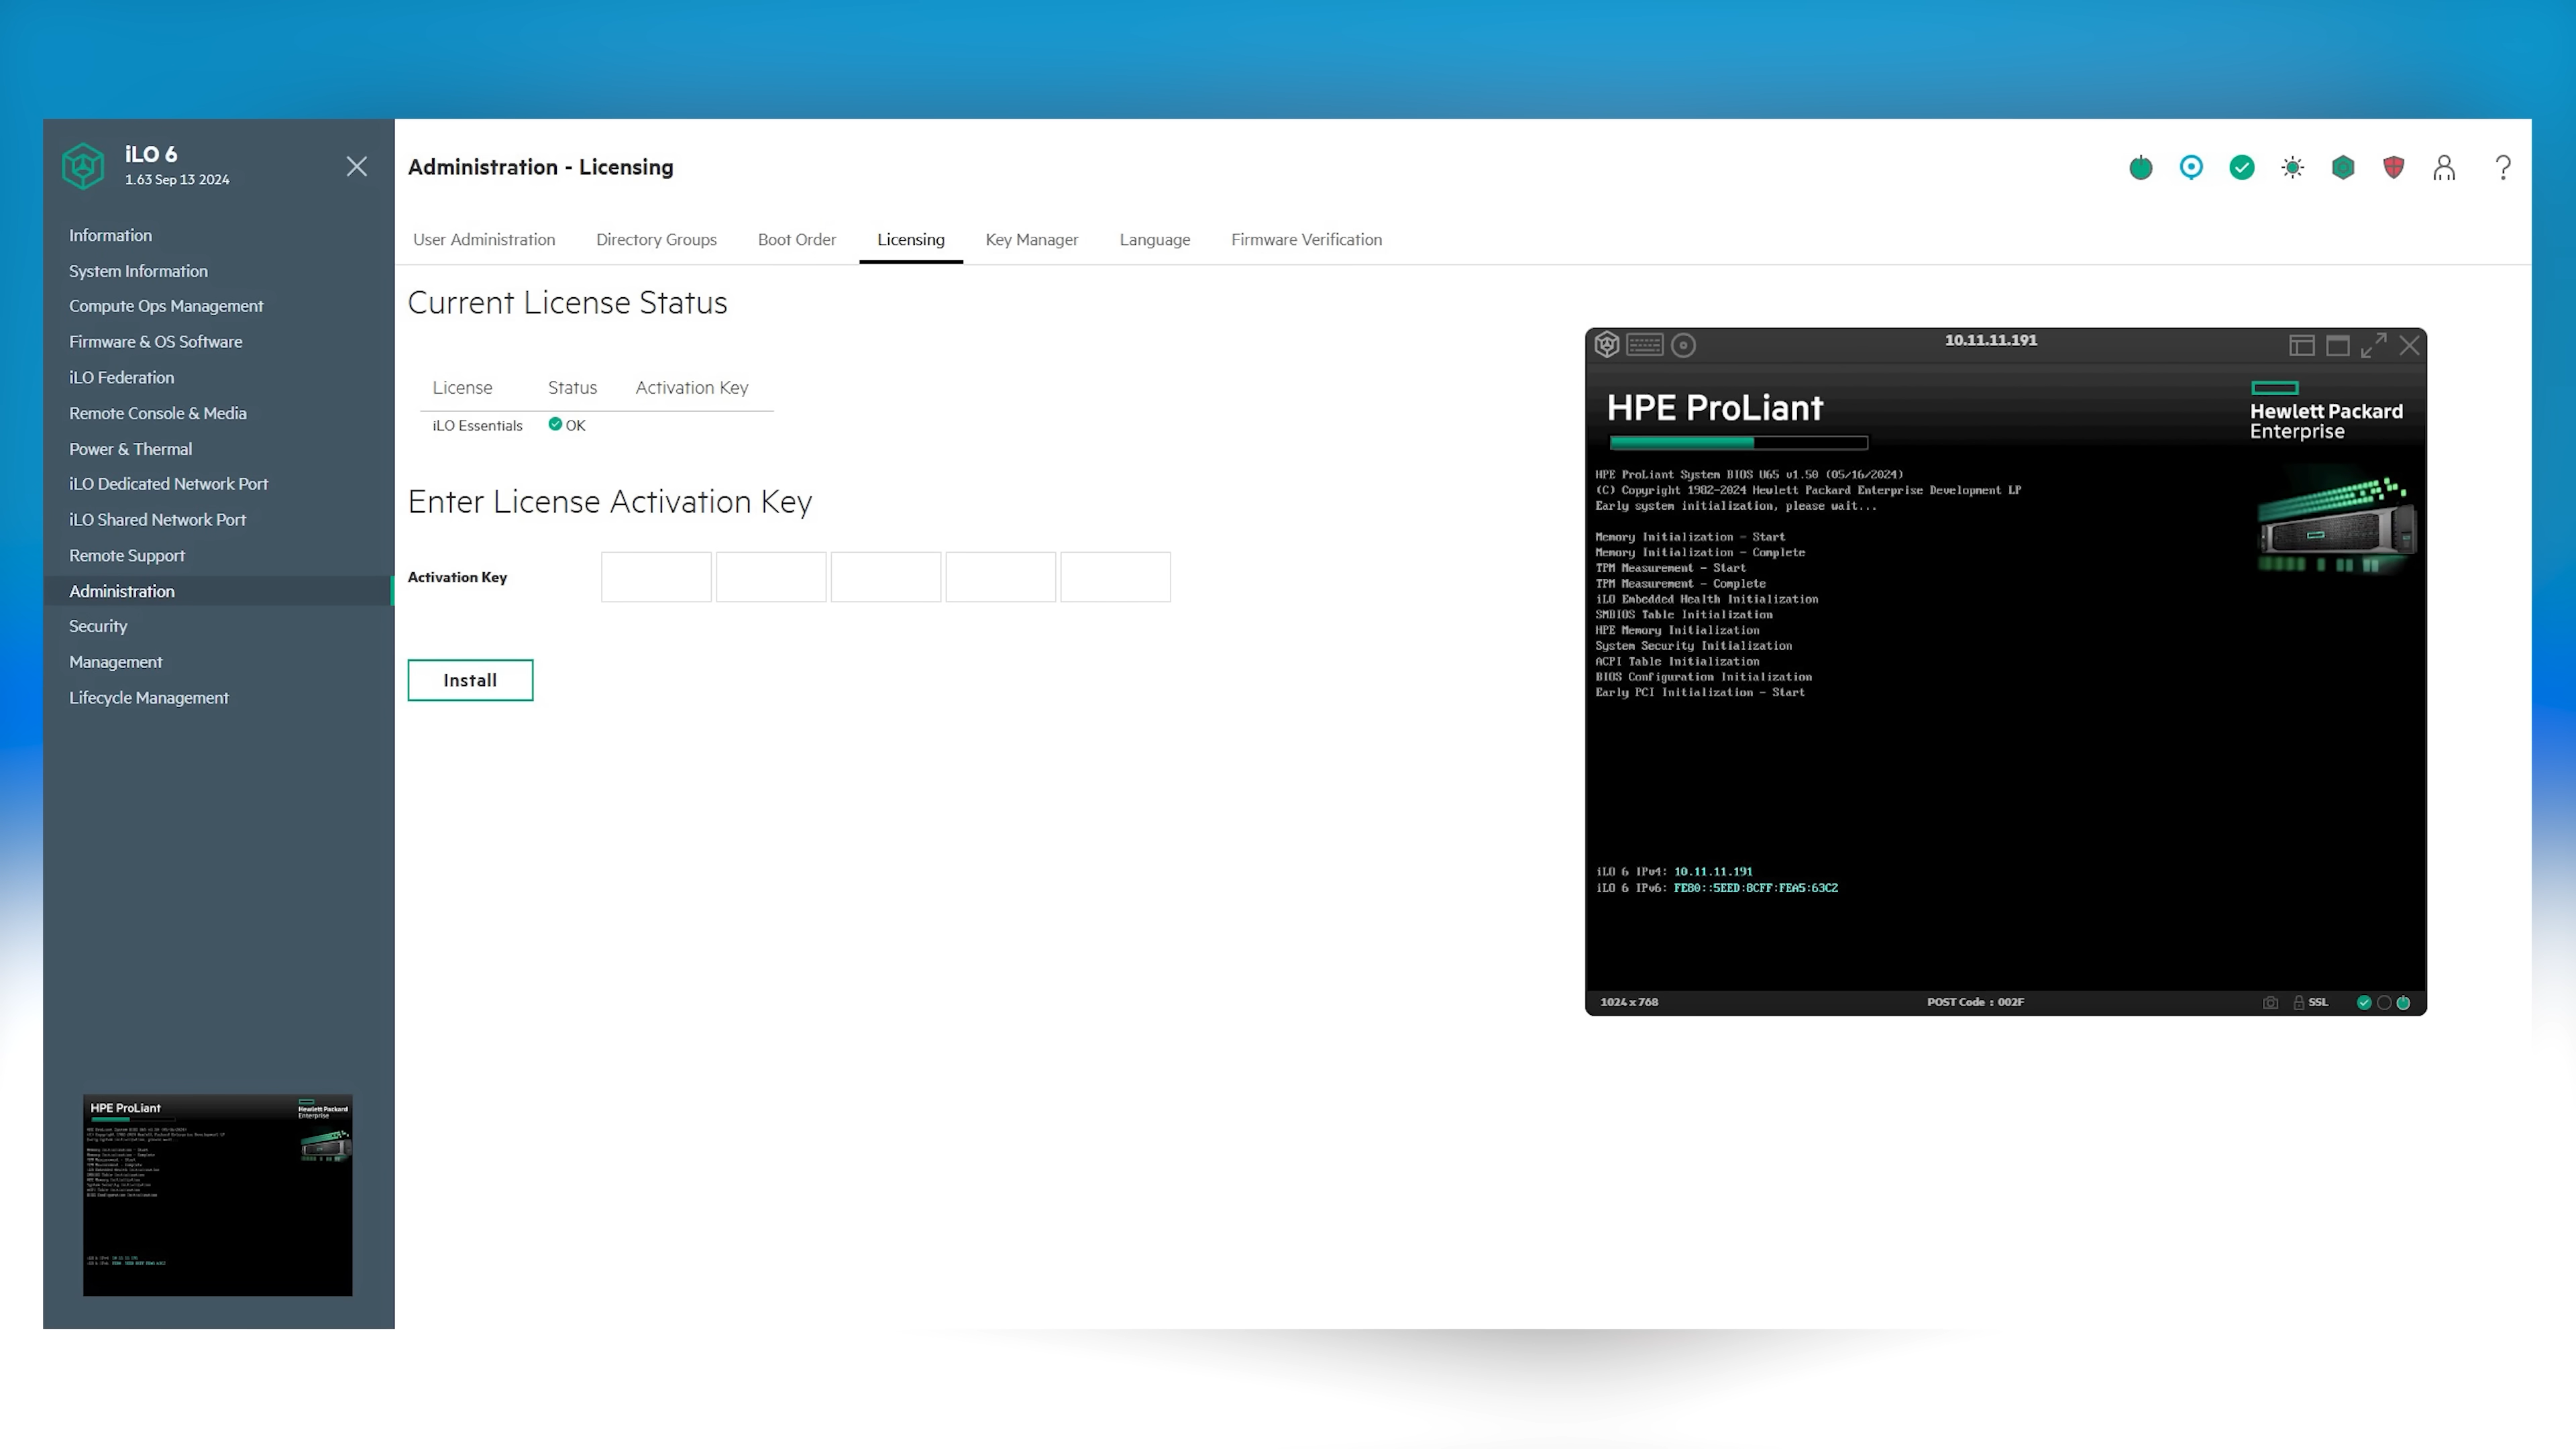 iLO 6
1.63 Sep 13 2024
Information
System Information
Compute Ops Management
Firmware & OS Software
iLO Federation
Remote Console & Media
Power & Thermal
iLO Dedicated Network Port
iLO Shared Network Port
Remote Support
Administration
Security
Management
Lifecycle Management
HPE ProLiant
Hewlett Packard
Enterprise
Administration - Licensing
?
User Administration Directory Groups Boot Order Licensing Key Manager Language Firmware Verification
Current License Status
License Status Activation Key
iLO Essentials OK
Enter License Activation Key
Activation Key
Install
10.11.11.191
HPE ProLiant
Hewlett Packard
Enterprise
HPE ProLiant System BIOS U65 v1.50 (05/16/2024)
(C) Copyright 1982-2024 Hewlett Packard Enterprise Development LP
Early system initialization, please wait...
Memory Initialization - Start
Memory Initialization - Complete
TPM Measurement - Start
TPM Measurement - Complete
iLO Embedded Health Initialization
SMBIOS Table Initialization
HPE Memory Initialization
System Security Initialization
ACPI Table Initialization
BIOS Configuration Initialization
Early PCI Initialization - Start
iLO 6 IPv4: 10.11.11.191
iLO 6 IPv6: FE80::5EED:8CFF:FEA5:63C2
1024 x 768 POST Code : 002F SSL